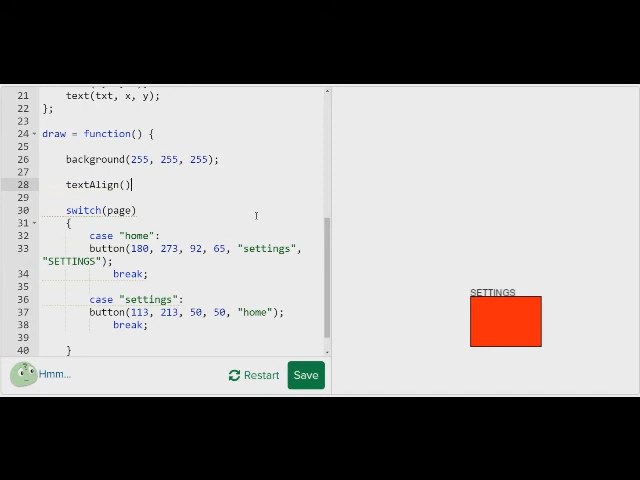 21 text(txt, x, y);
22 };
23
24 draw = function() {
25
26 background(255, 255, 255);
27
28 textAlign()
29
30 switch(page)
31 {
32 case "home":
33 button(180, 273, 92, 65, "settings",
"SETTINGS");
34 break;
35
36 case "settings":
37 button(113, 213, 50, 50, "home");
38 break;
39
40 }
Hmm...
Restart
Save
SETTINGS